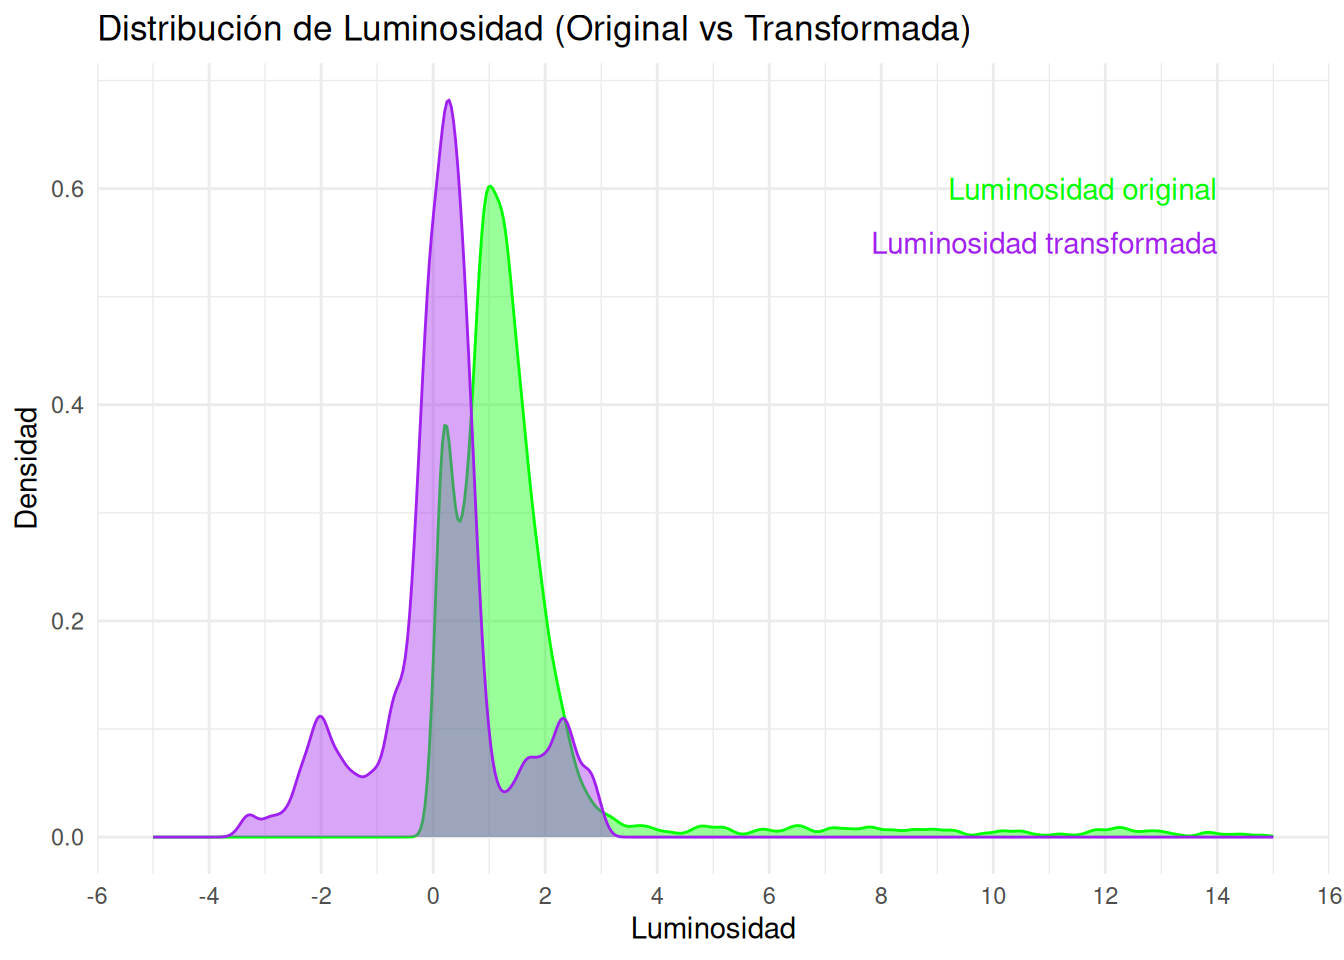 Distribución de Luminosidad (Original vs Transformada)
Luminosidad original
Luminosidad transformada
Densidad
0.6
0.4
0.2
0.0
-6 -4 -2 0 2 4 6 8 10 12 14 16
Luminosidad